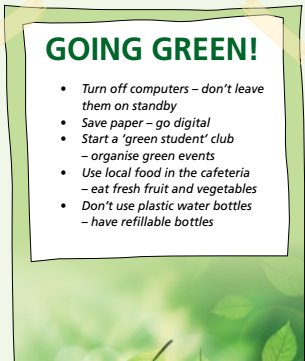 GOING GREEN!
• Turn off computers – don’t leave
them on standby
• Save paper – go digital
• Start a ‘green student’ club
– organise green events
• Use local food in the cafeteria
– eat fresh fruit and vegetables
• Don’t use plastic water bottles
– have refillable bottles